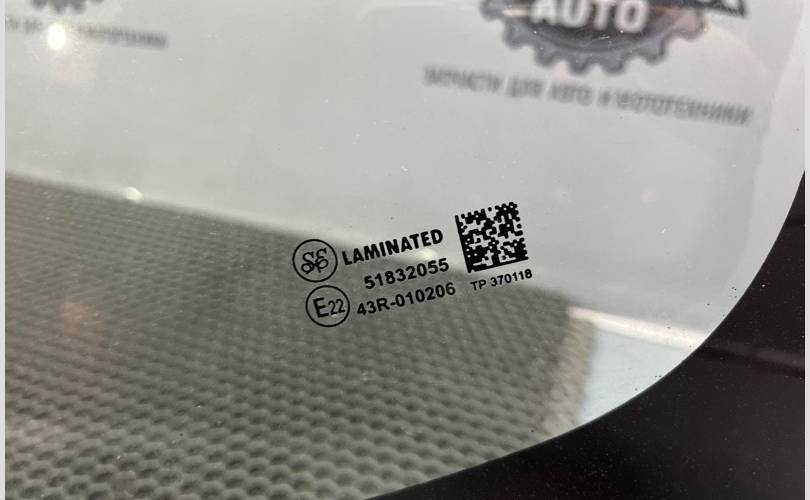 AUTO
ЗАПЧАСТИ ДЛЯ АВТО И МОТОТЕХНИКИ
LAMINATED
51832055
E22 43R-010206
TP 370118